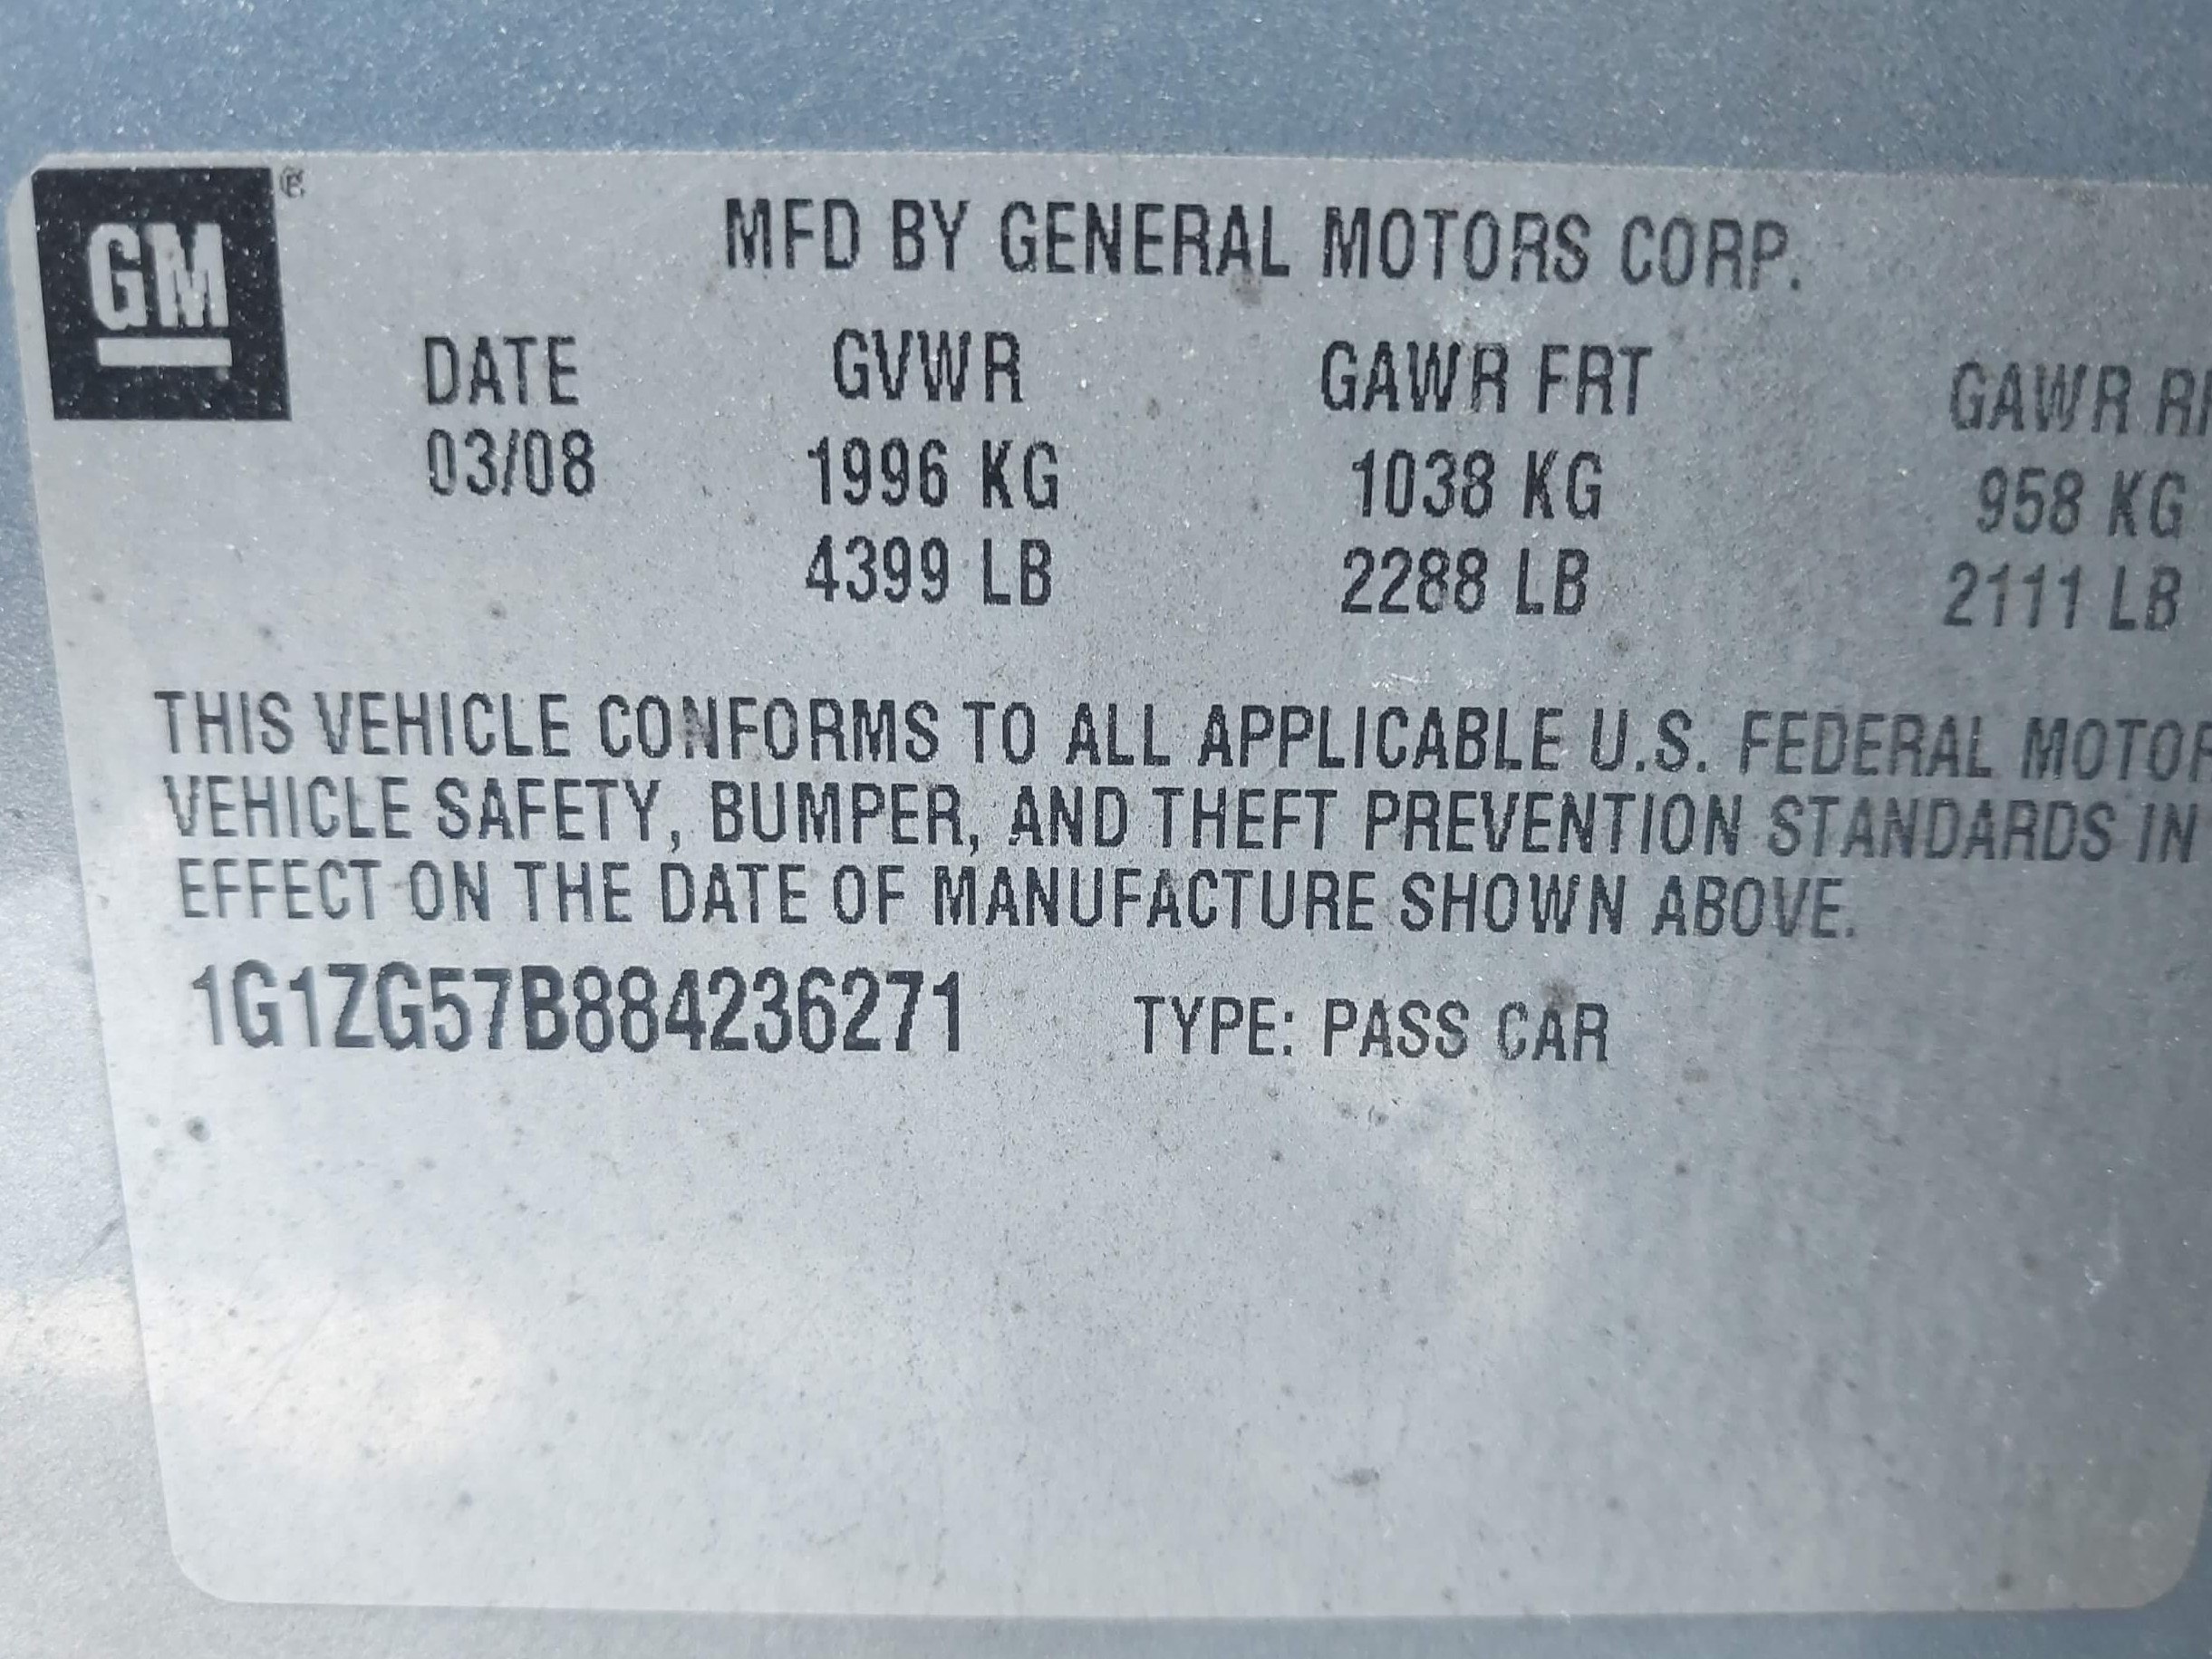 GM
MFD BY GENERAL MOTORS CORP.
DATE GVWR GAWR FRT GAWR
03/08 1996 KG 1038 KG 958 KG
4399 LB 2288 LB 2111 LB
THIS VEHICLE CONFORMS TO ALL APPLICABLE U.S. FEDERAL MOTOR
VEHICLE SAFETY, BUMPER, AND THEFT PREVENTION STANDARDS IN
EFFECT ON THE DATE OF MANUFACTURE SHOWN ABOVE.
1G1ZG57B884236271 TYPE: PASS CAR